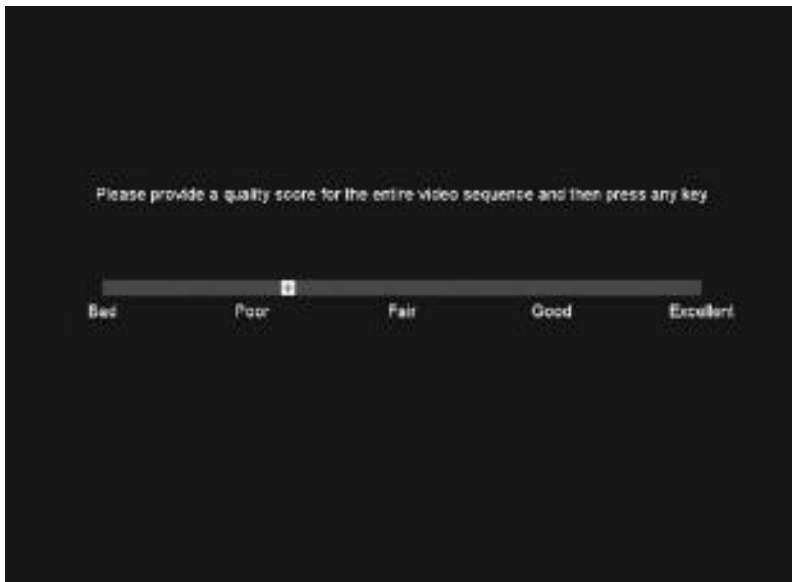 Please provide a quality score for the entire video sequence and then press any key
Bad Poor Fair Good Excellent